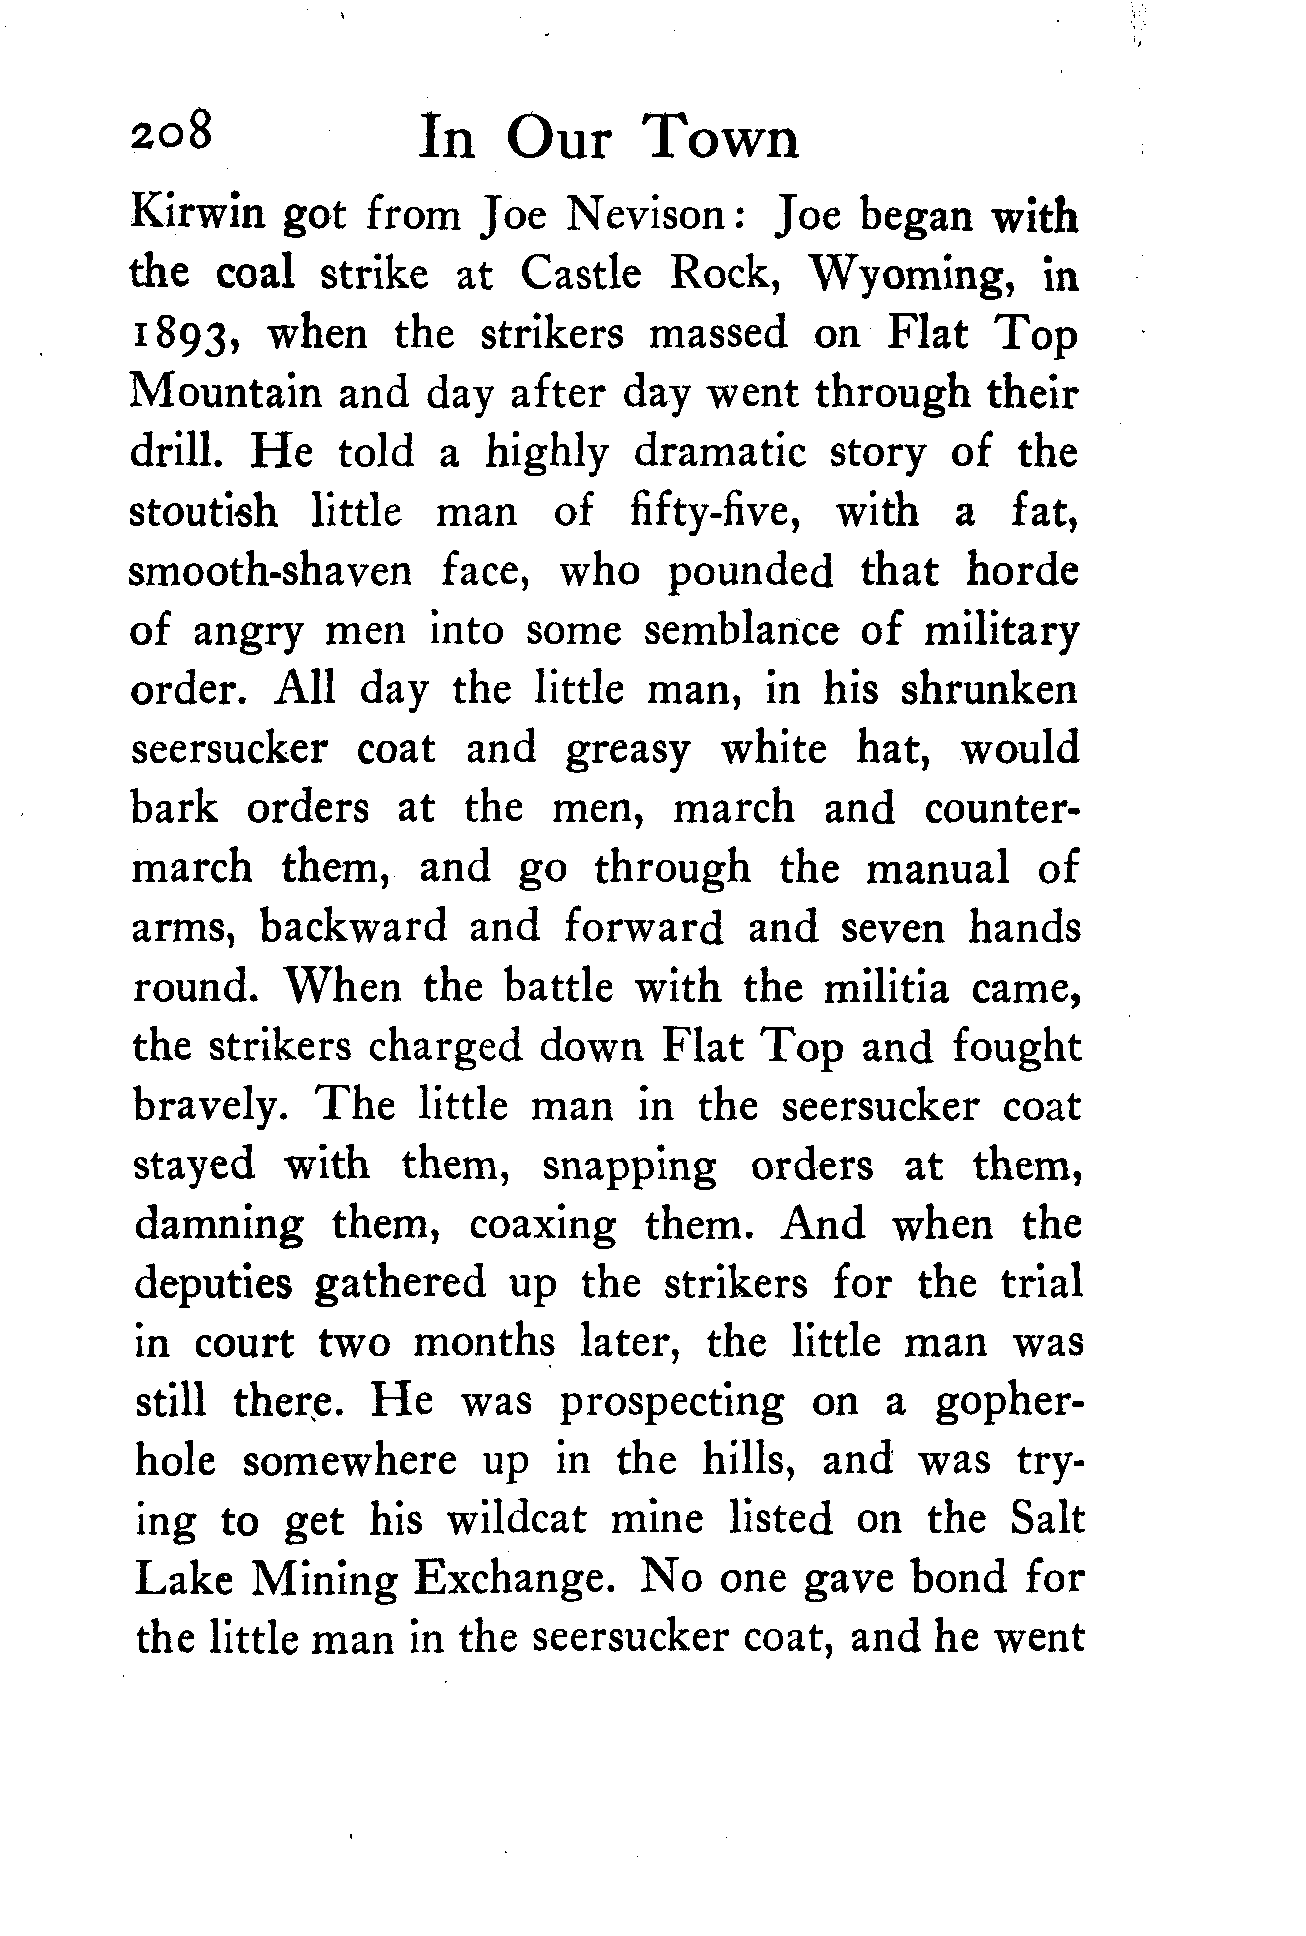 208 In Our Town
Kirwin got from Joe Nevison: Joe began with
the coal strike at Castle Rock, Wyoming, in
1893, when the strikers massed on Flat Top
Mountain and day after day went through their
drill. He told a highly dramatic story of the
stoutish little man of fifty-five, with a fat,
smooth-shaven face, who pounded that horde
of angry men into some semblance of military
order. All day the little man, in his shrunken
seersucker coat and greasy white hat, would
bark orders at the men, march and counter-
march them, and go through the manual of
arms, backward and forward and seven hands
round. When the battle with the militia came,
the strikers charged down Flat Top and fought
bravely. The little man in the seersucker coat
stayed with them, snapping orders at them,
damning them, coaxing them. And when the
deputies gathered up the strikers for the trial
in court two months later, the little man was
still there. He was prospecting on a gopher-
hole somewhere up in the hills, and was try-
ing to get his wildcat mine listed on the Salt
Lake Mining Exchange. No one gave bond for
the little man in the seersucker coat, and he went